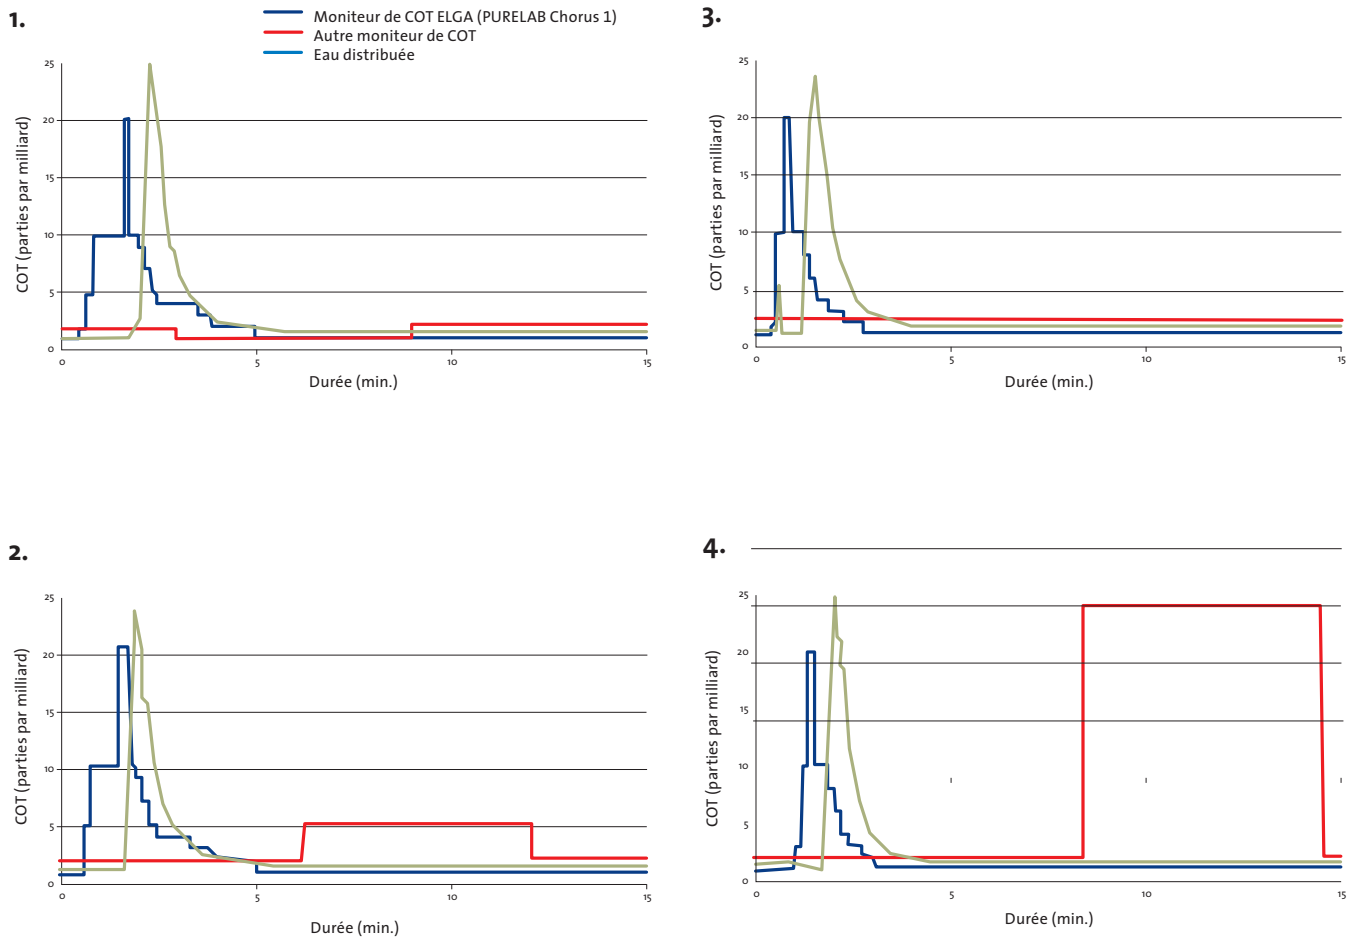 1.
Moniteur de COT ELGA (PURELAB Chorus 1)
Autre moniteur de COT
Eau distribuée
COT (parties par milliard)
25
20
15
10
5
0
0 5 10 15
Durée (min.)
3.
COT (parties par milliard)
25
20
15
10
5
0
0 5 10 15
Durée (min.)
2.
COT (parties par milliard)
25
20
15
10
5
0
0 5 10 15
Durée (min.)
4.
COT (parties par milliard)
25
20
15
10
5
0
0 5 10 15
Durée (min.)